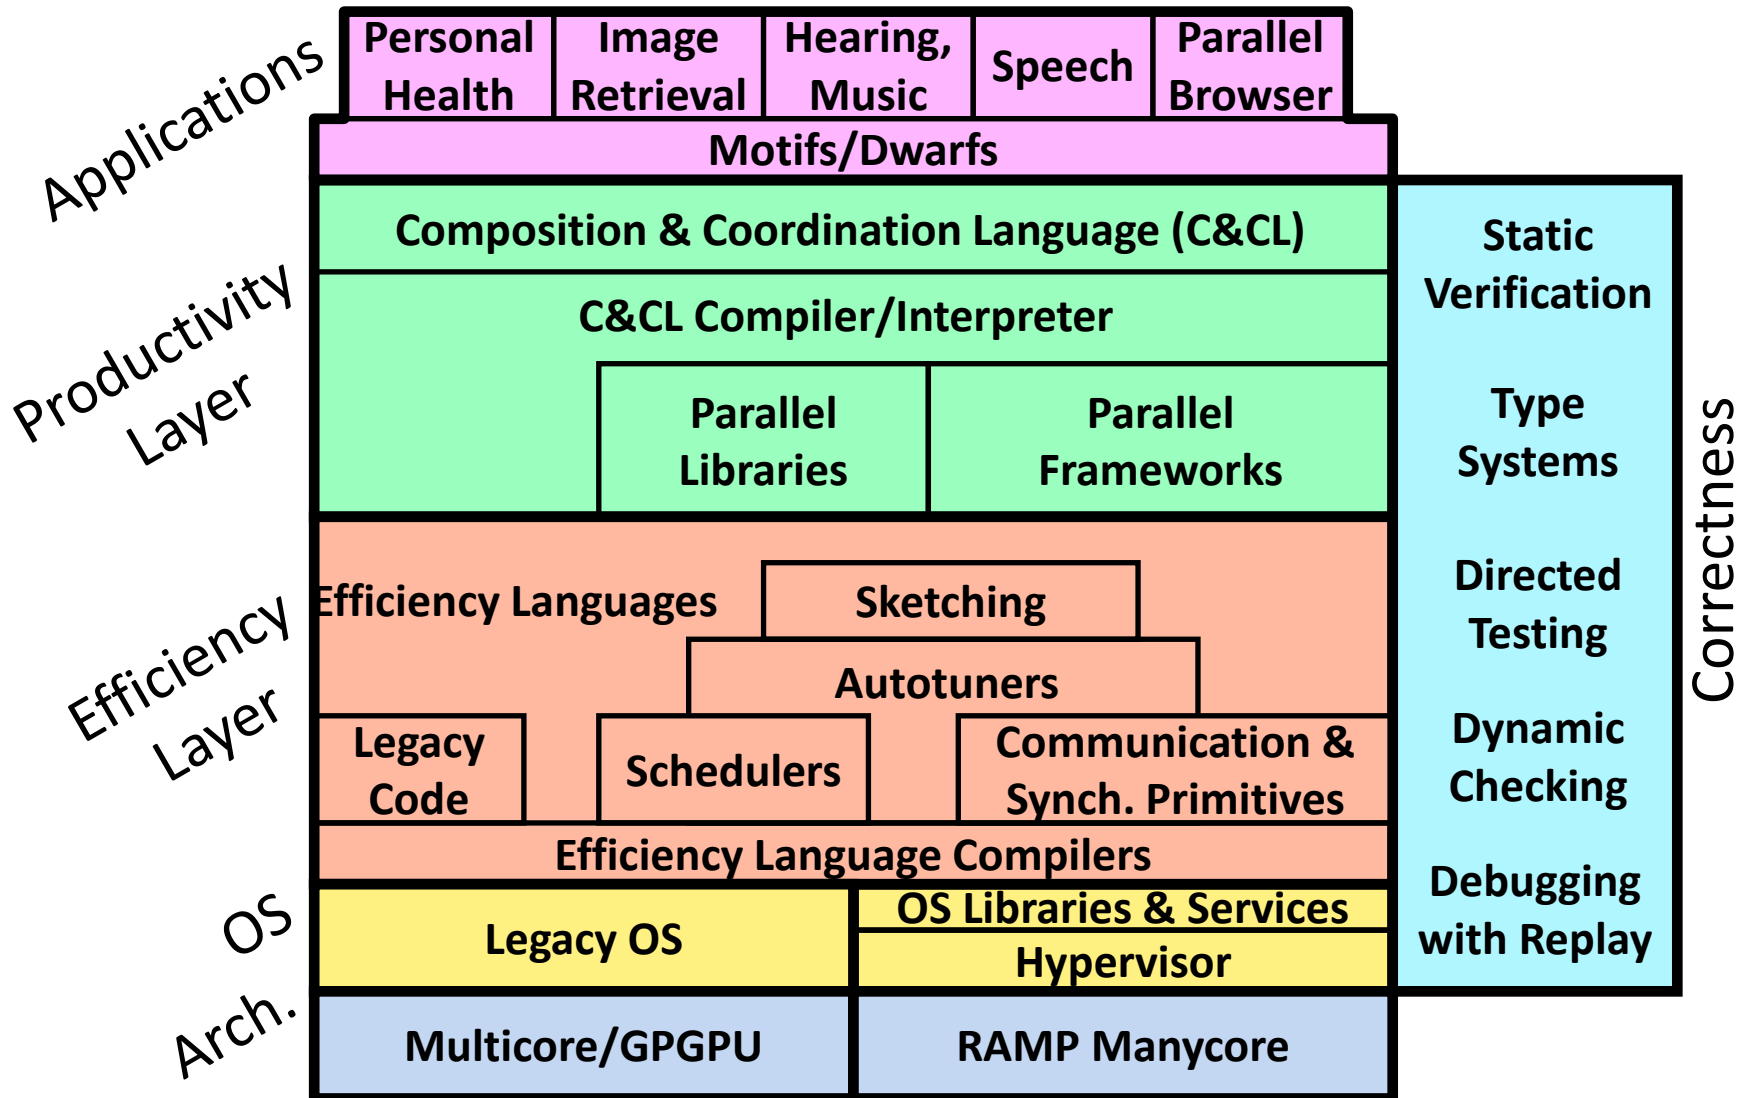 Applications
Personal
Health
Image
Retrieval
Hearing,
Music
Speech
Parallel
Browser
Motifs/Dwarfs
Productivity
Layer
Composition & Coordination Language (C&CL)
C&CL Compiler/Interpreter
Parallel
Libraries
Parallel
Frameworks
Efficiency
Layer
Efficiency Languages
Sketching
Autotuners
Legacy
Code
Schedulers
Communication &
Synch. Primitives
Efficiency Language Compilers
OS
Legacy OS
OS Libraries & Services
Hypervisor
Arch.
Multicore/GPGPU
RAMP Manycore
Static
Verification
Type
Systems
Directed
Testing
Dynamic
Checking
Debugging
with Replay
Correctness